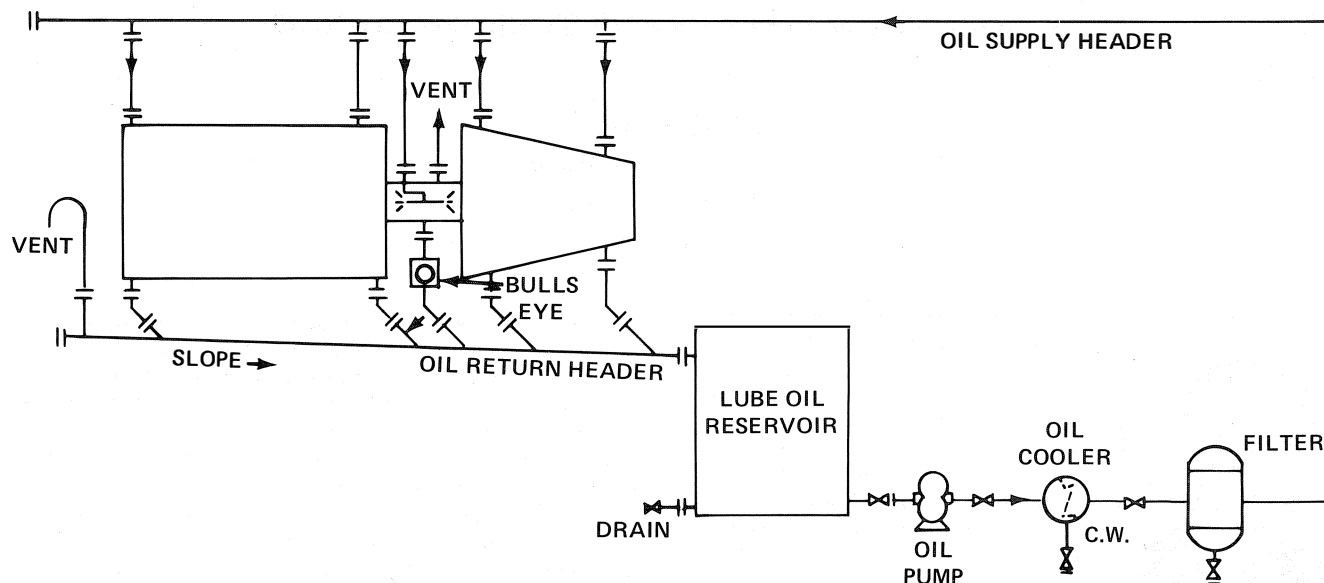 OIL SUPPLY HEADER
VENT
VENT
BULLS
EYE
SLOPE
OIL RETURN HEADER
LUBE OIL
RESERVOIR
OIL
COOLER
FILTER
DRAIN
C.W.
OIL
PUMP